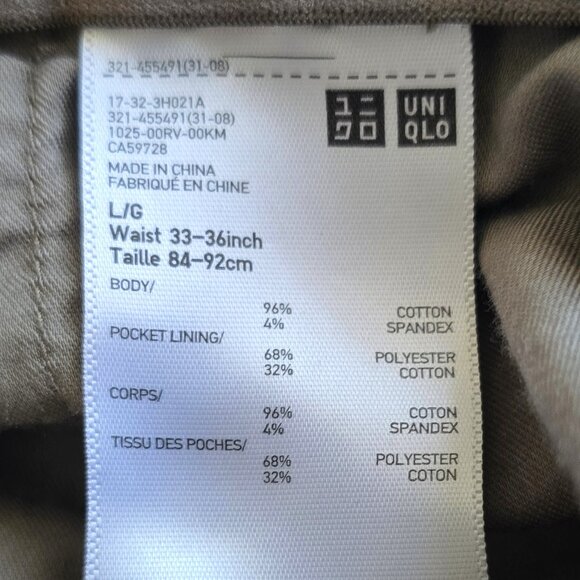 321-455491(31-08)
ユニ
クロ
UNI
QLO
17-32-3H021A
321-455491(31-08)
1025-00RV-00KM
CA59728
MADE IN CHINA
FABRIQUÉ EN CHINE
L/G
Waist 33-36inch
Taille 84-92cm
BODY/
96% COTTON
4% SPANDEX
POCKET LINING/
68% POLYESTER
32% COTTON
CORPS/
96% COTON
4% SPANDEX
TISSU DES POCHES/
68% POLYESTER
32% COTON